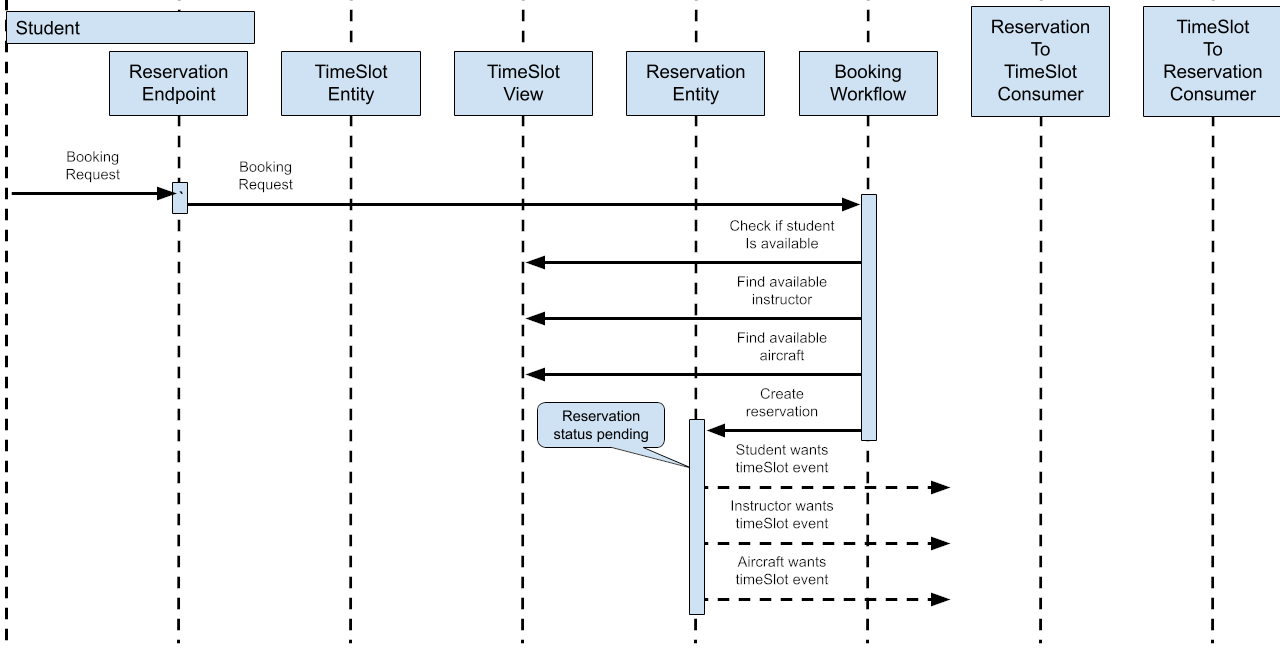 Student
Reservation
Endpoint
TimeSlot
Entity
TimeSlot
View
Reservation
Entity
Booking
Workflow
Reservation
To
TimeSlot
Consumer
TimeSlot
To
Reservation
Consumer
Booking
Request
`
Booking
Request
Check if student
Is available
Find available
instructor
Find available
aircraft
Create
reservation
Reservation
status pending
Student wants
timeSlot event
Instructor wants
timeSlot event
Aircraft wants
timeSlot event